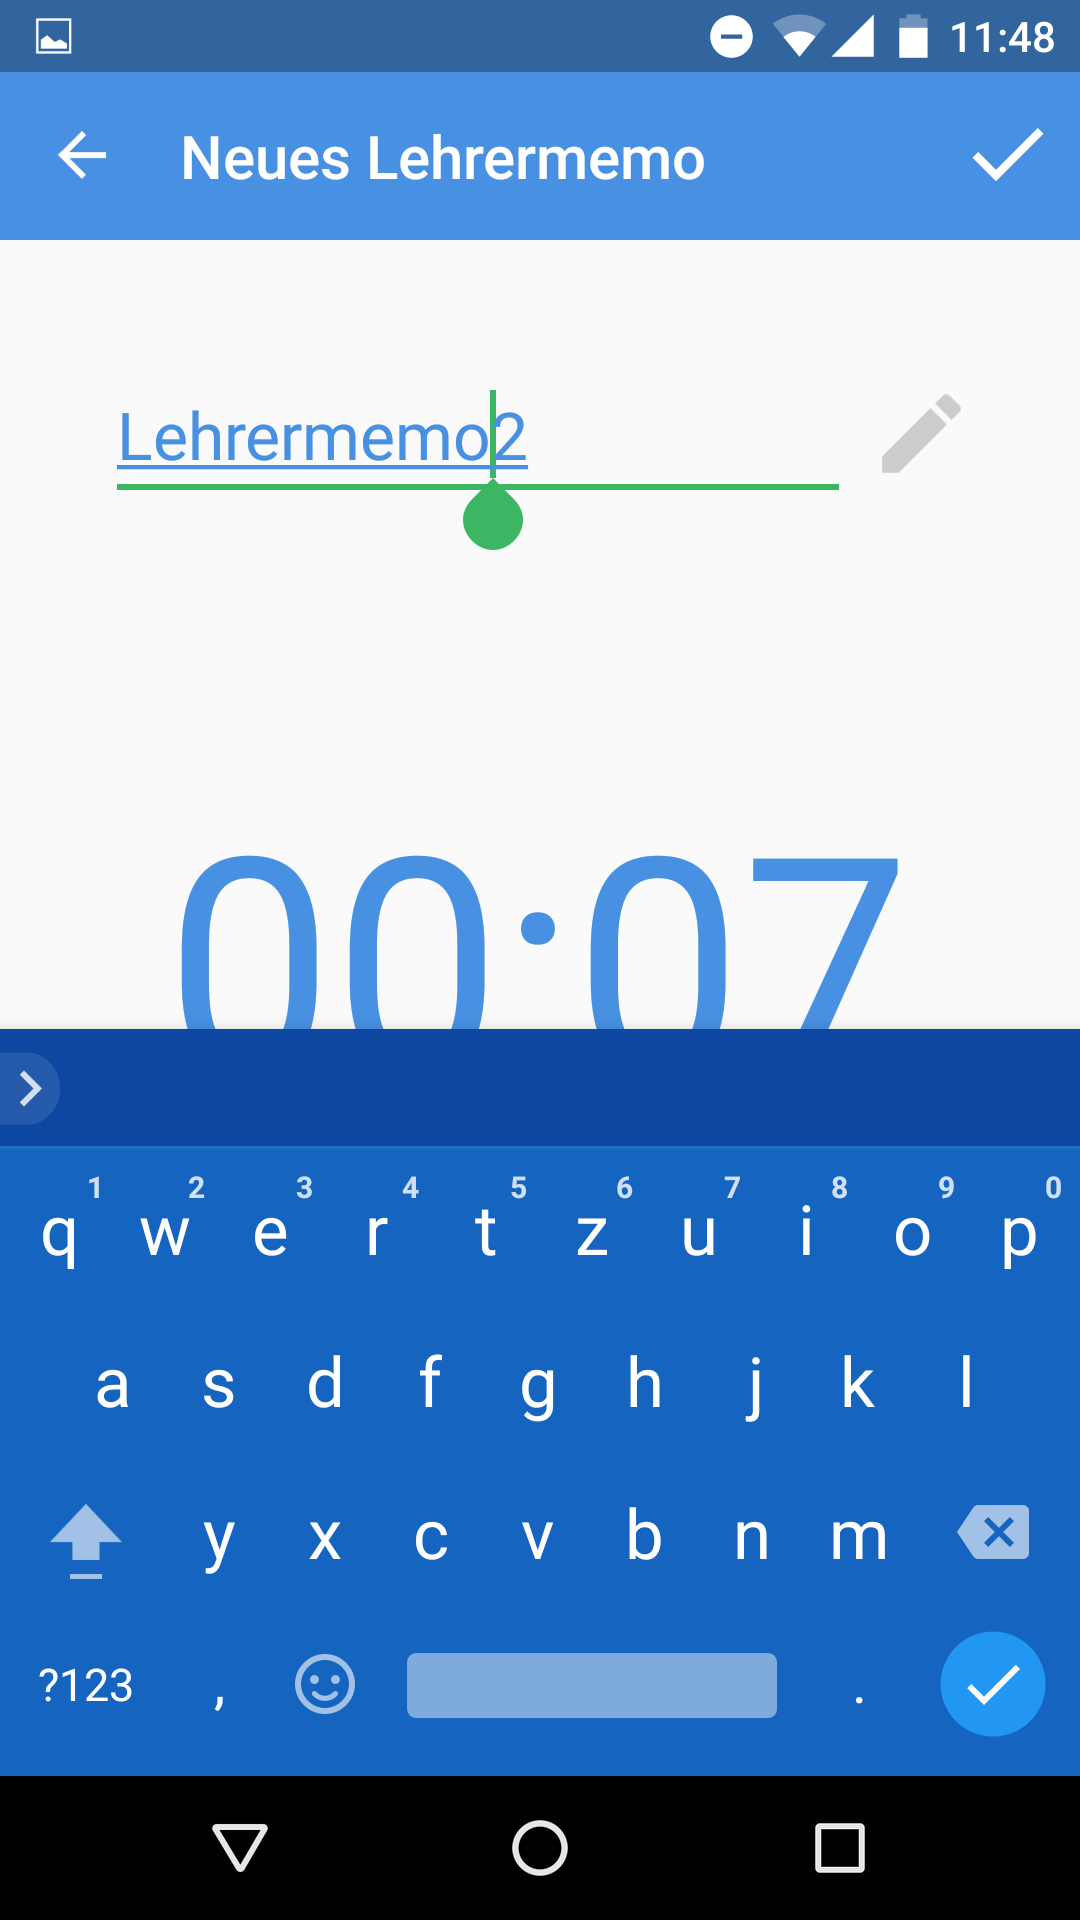 11:48
Neues Lehrermemo
Lehrermemo2
00:07
1 2 3 4 5 6 7 8 9 0
q w e r t z u i o p
a s d f g h j k l
y x c v b n m
?123 , .